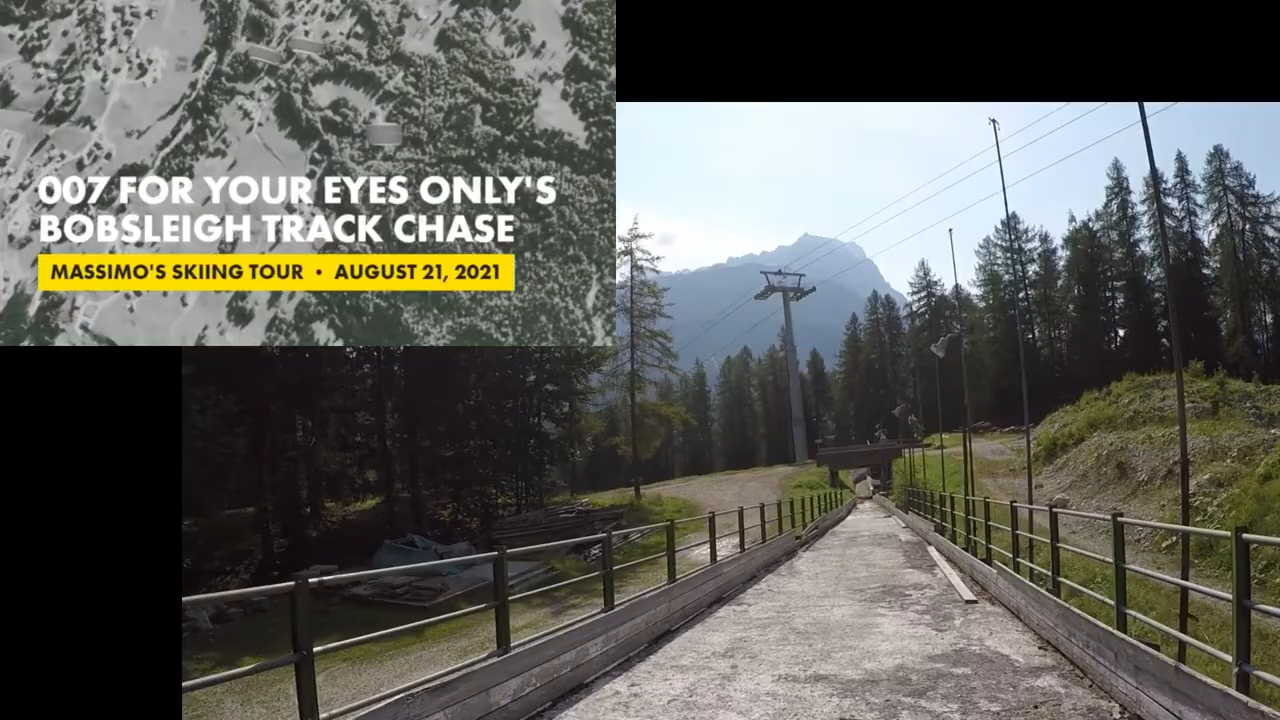 007 FOR YOUR EYES ONLY'S
BOBSLEIGH TRACK CHASE
MASSIMO'S SKIING TOUR • AUGUST 21, 2021